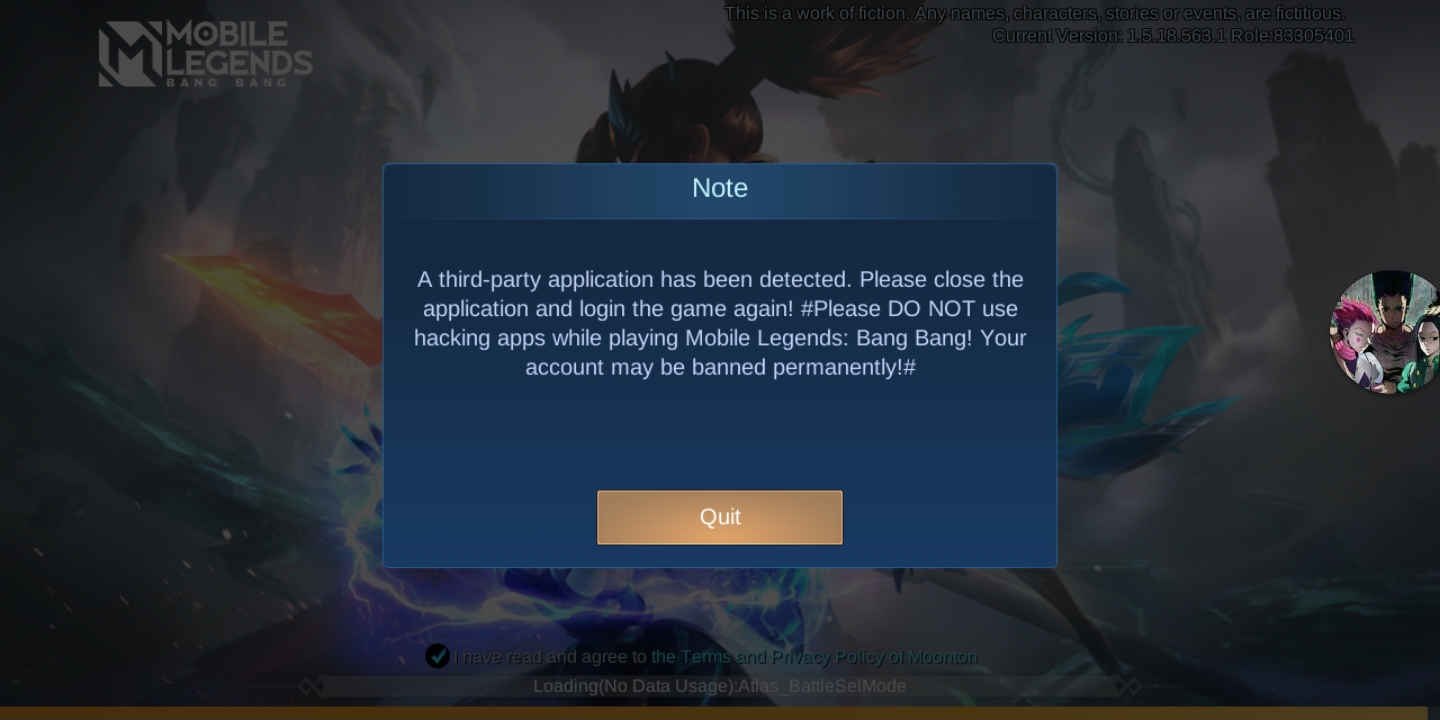 MOBILE
LEGENDS
BANG BANG
This is a work of fiction. Any names, characters, stories or events, are fictitious.
Current Version: 1.5.18.563.1 Role:83305401
Note
A third-party application has been detected. Please close the
application and login the game again! #Please DO NOT use
hacking apps while playing Mobile Legends: Bang Bang! Your
account may be banned permanently!#
Quit
I have read and agree to the Terms and Privacy Policy of Moonton
Loading(No Data Usage):Atlas_BattleSelMode